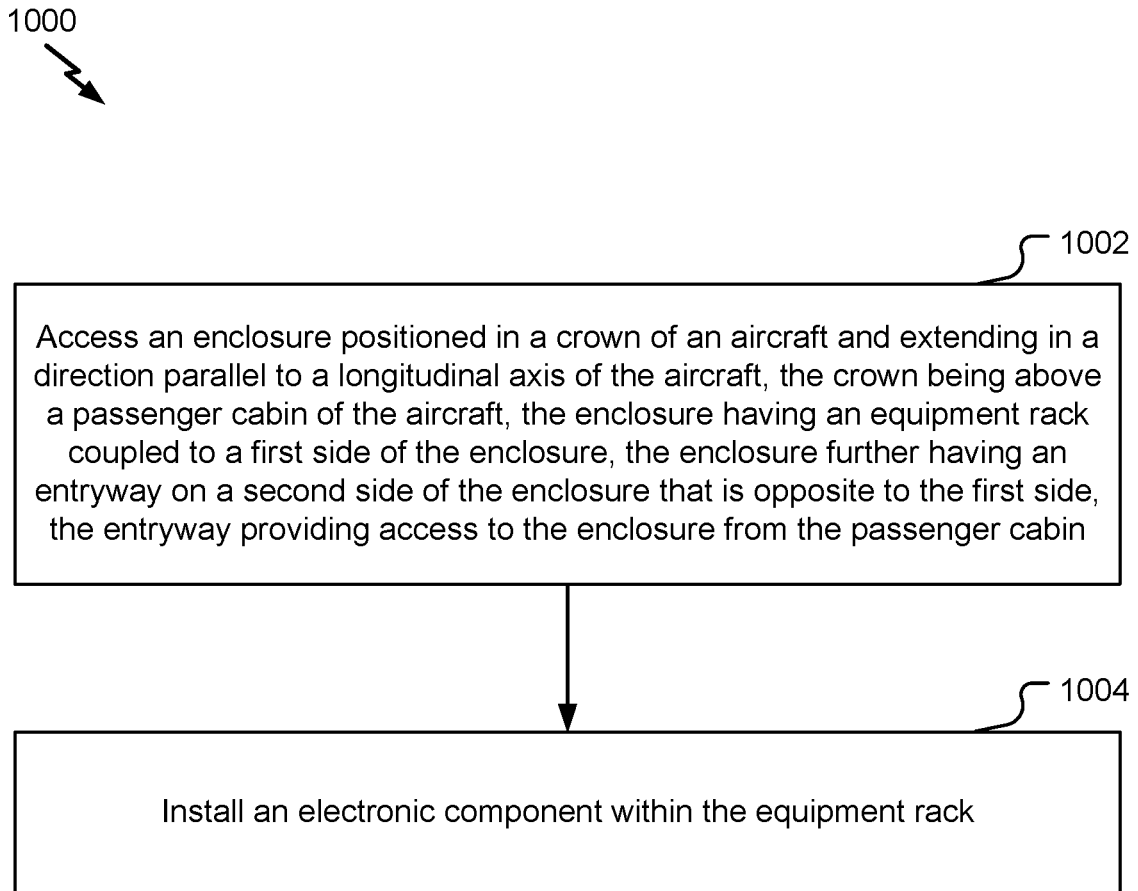 1000
1002
Access an enclosure positioned in a crown of an aircraft and extending in a
direction parallel to a longitudinal axis of the aircraft, the crown being above
a passenger cabin of the aircraft, the enclosure having an equipment rack
coupled to a first side of the enclosure, the enclosure further having an
entryway on a second side of the enclosure that is opposite to the first side,
the entryway providing access to the enclosure from the passenger cabin
1004
Install an electronic component within the equipment rack